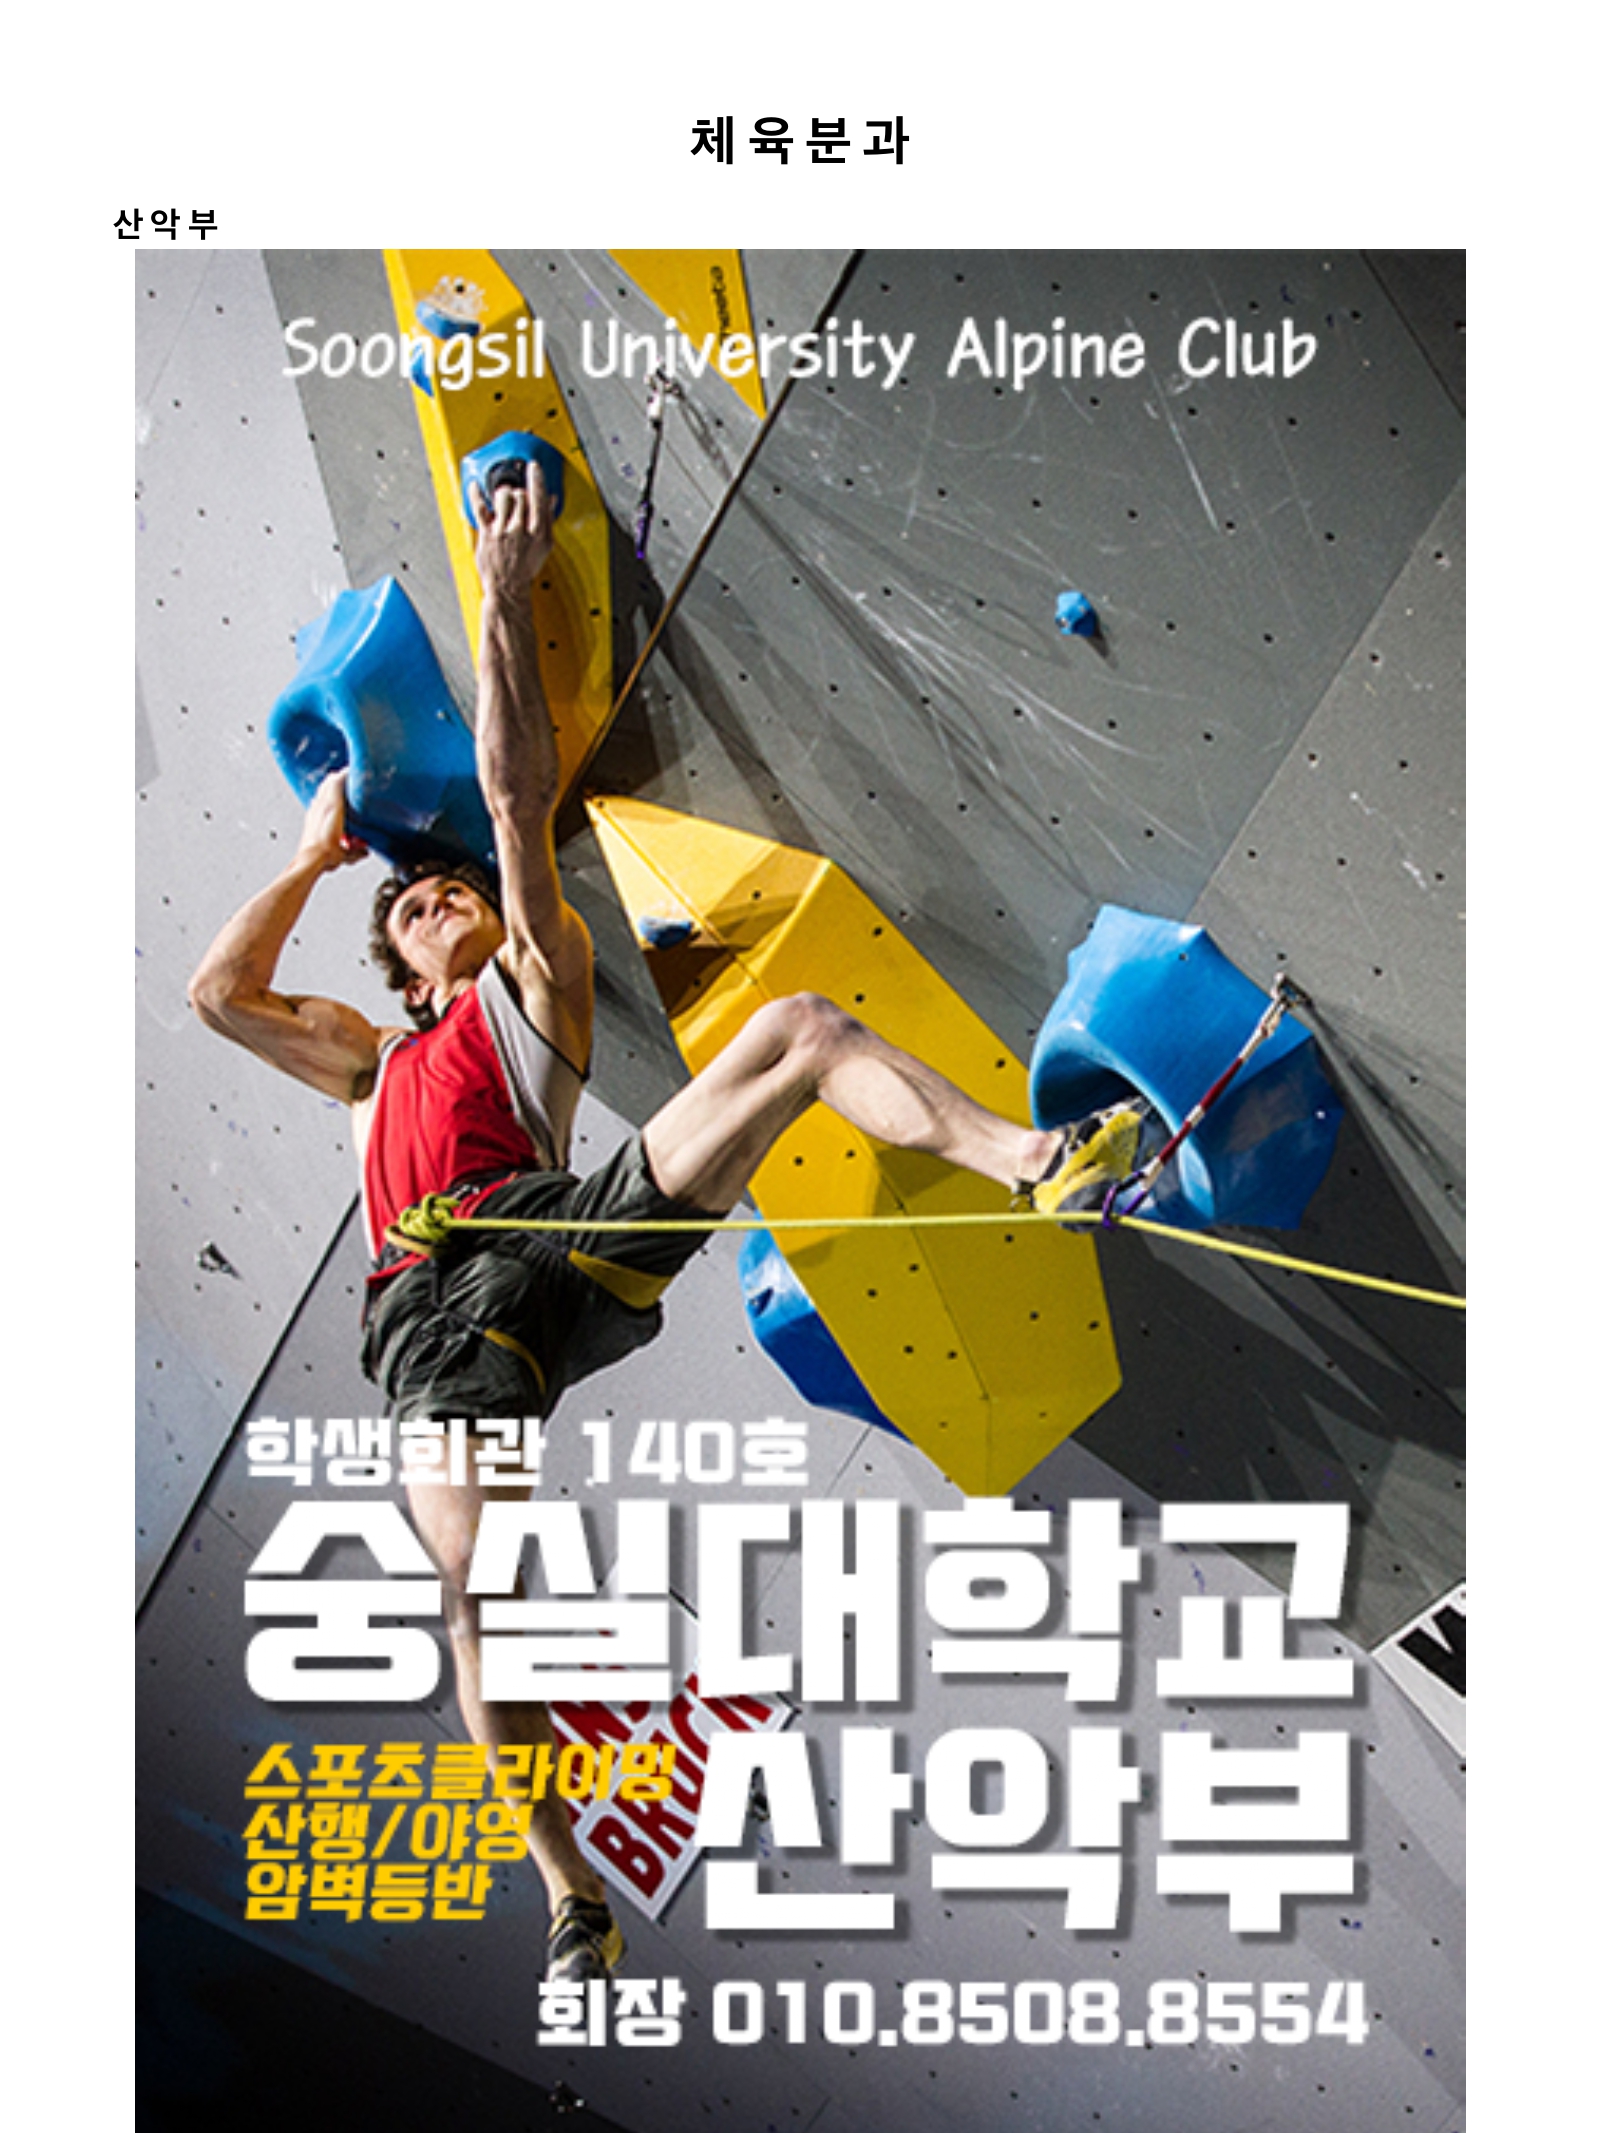 체육분과
산악부
Soongsil University Alpine Club
학생회관 140호
숭실대학교
스포츠클라이밍
산행/야영
암벽등반
산악부
회장 010.8508.8554